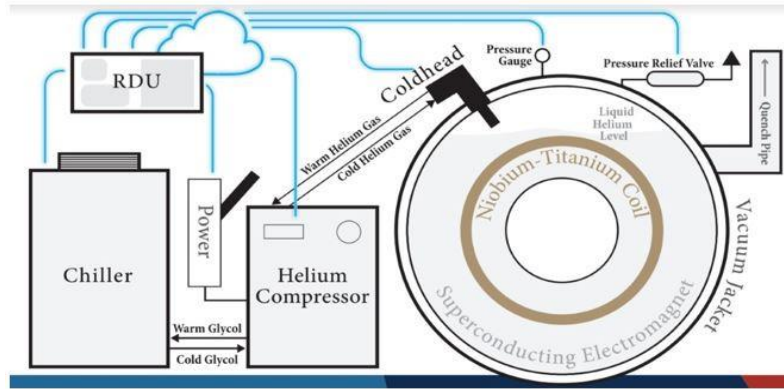 RDU
Coldhead
Pressure
Gauge
Pressure Relief Valve
Quench Pipe
Warm Helium Gas
Cold Helium Gas
Liquid
Helium
Level
Niobium-Titanium Coil
Superconducting Electromagnet
Vacuum Jacket
Power
Chiller
Helium
Compressor
Warm Glycol
Cold Glycol